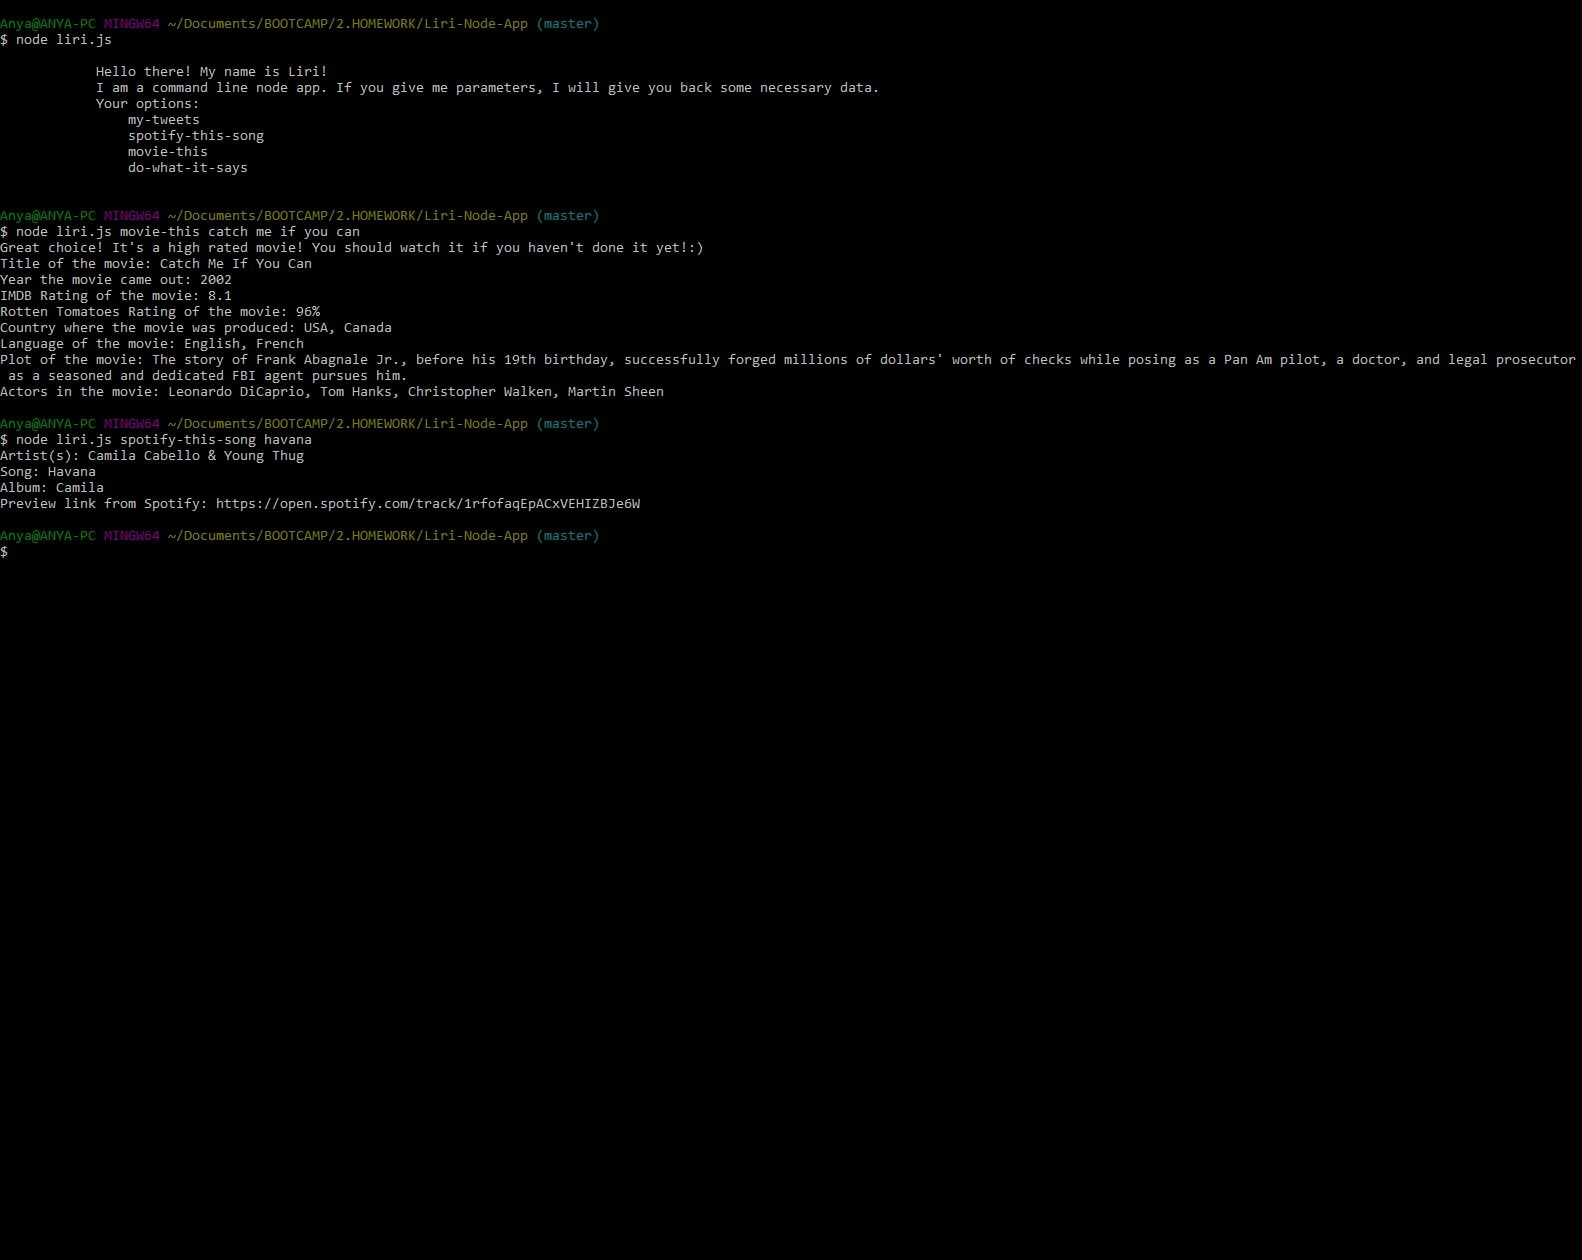 Anya@ANYA-PC MINGW64 ~/Documents/BOOTCAMP/2.HOMEWORK/Liri-Node-App (master)
$ node liri.js
Hello there! My name is Liri!
I am a command line node app. If you give me parameters, I will give you back some necessary data.
Your options:
my-tweets
spotify-this-song
movie-this
do-what-it-says
Anya@ANYA-PC MINGW64 ~/Documents/BOOTCAMP/2.HOMEWORK/Liri-Node-App (master)
$ node liri.js movie-this catch me if you can
Great choice! It's a high rated movie! You should watch it if you haven't done it yet!:)
Title of the movie: Catch Me If You Can
Year the movie came out: 2002
IMDB Rating of the movie: 8.1
Rotten Tomatoes Rating of the movie: 96%
Country where the movie was produced: USA, Canada
Language of the movie: English, French
Plot of the movie: The story of Frank Abagnale Jr., before his 19th birthday, successfully forged millions of dollars' worth of checks while posing as a Pan Am pilot, a doctor, and legal prosecutor
as a seasoned and dedicated FBI agent pursues him.
Actors in the movie: Leonardo DiCaprio, Tom Hanks, Christopher Walken, Martin Sheen
Anya@ANYA-PC MINGW64 ~/Documents/BOOTCAMP/2.HOMEWORK/Liri-Node-App (master)
$ node liri.js spotify-this-song havana
Artist(s): Camila Cabello & Young Thug
Song: Havana
Album: Camila
Preview link from Spotify: https://open.spotify.com/track/1rfofaqEpACxVEHIZBJe6W
Anya@ANYA-PC MINGW64 ~/Documents/BOOTCAMP/2.HOMEWORK/Liri-Node-App (master)
$